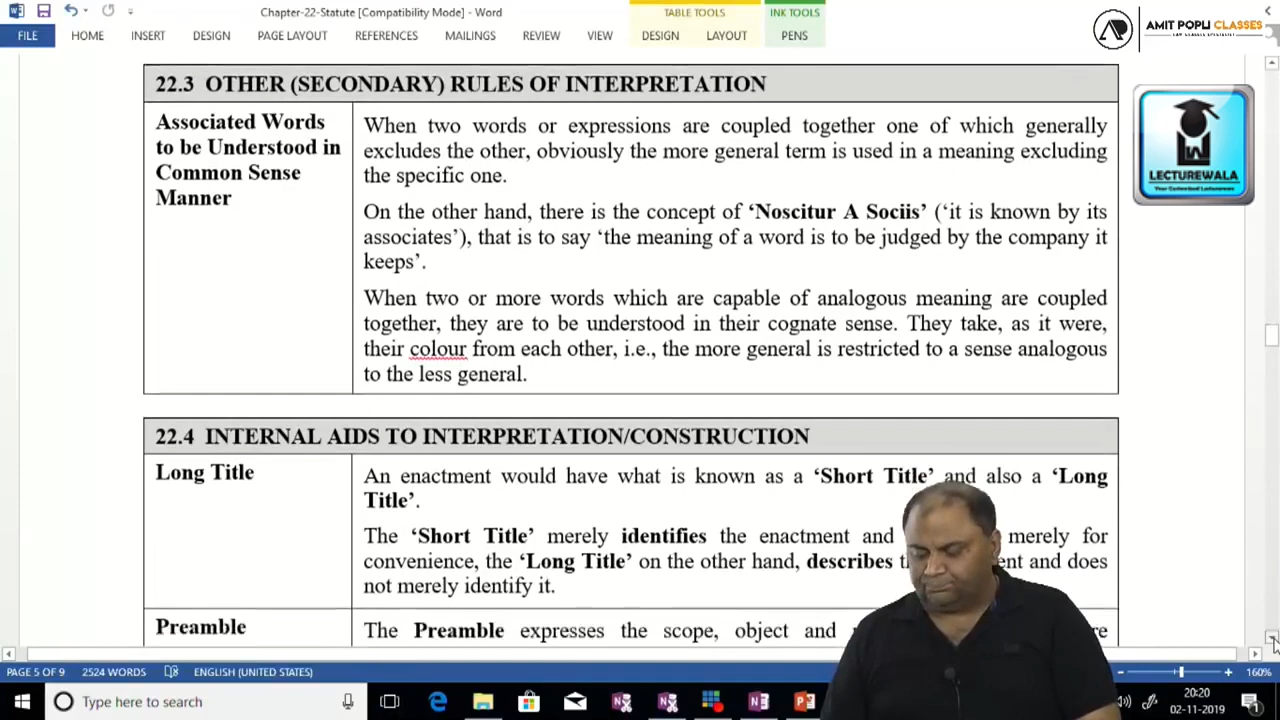 Chapter-22-Statute [Compatibility Mode] - Word
TABLE TOOLS
INK TOOLS
FILE HOME INSERT DESIGN PAGE LAYOUT REFERENCES MAILINGS REVIEW VIEW DESIGN LAYOUT PENS
AMIT POPLI CLASSES
LECTUREWALA
22.3 OTHER (SECONDARY) RULES OF INTERPRETATION
Associated Words
to be Understood in
Common Sense
Manner
When two words or expressions are coupled together one of which generally
excludes the other, obviously the more general term is used in a meaning excluding
the specific one.
On the other hand, there is the concept of ‘Noscitur A Sociis’ (‘it is known by its
associates’), that is to say ‘the meaning of a word is to be judged by the company it
keeps’.
When two or more words which are capable of analogous meaning are coupled
together, they are to be understood in their cognate sense. They take, as it were,
their colour from each other, i.e., the more general is restricted to a sense analogous
to the less general.
22.4 INTERNAL AIDS TO INTERPRETATION/CONSTRUCTION
Long Title
An enactment would have what is known as a ‘Short Title’ and also a ‘Long
Title’.
The ‘Short Title’ merely identifies the enactment and merely for
convenience, the ‘Long Title’ on the other hand, describes and does
not merely identify it.
Preamble
The Preamble expresses the scope, object and
PAGE 5 OF 9 2524 WORDS ENGLISH (UNITED STATES) 160%
Type here to search
20:20
02-11-2019